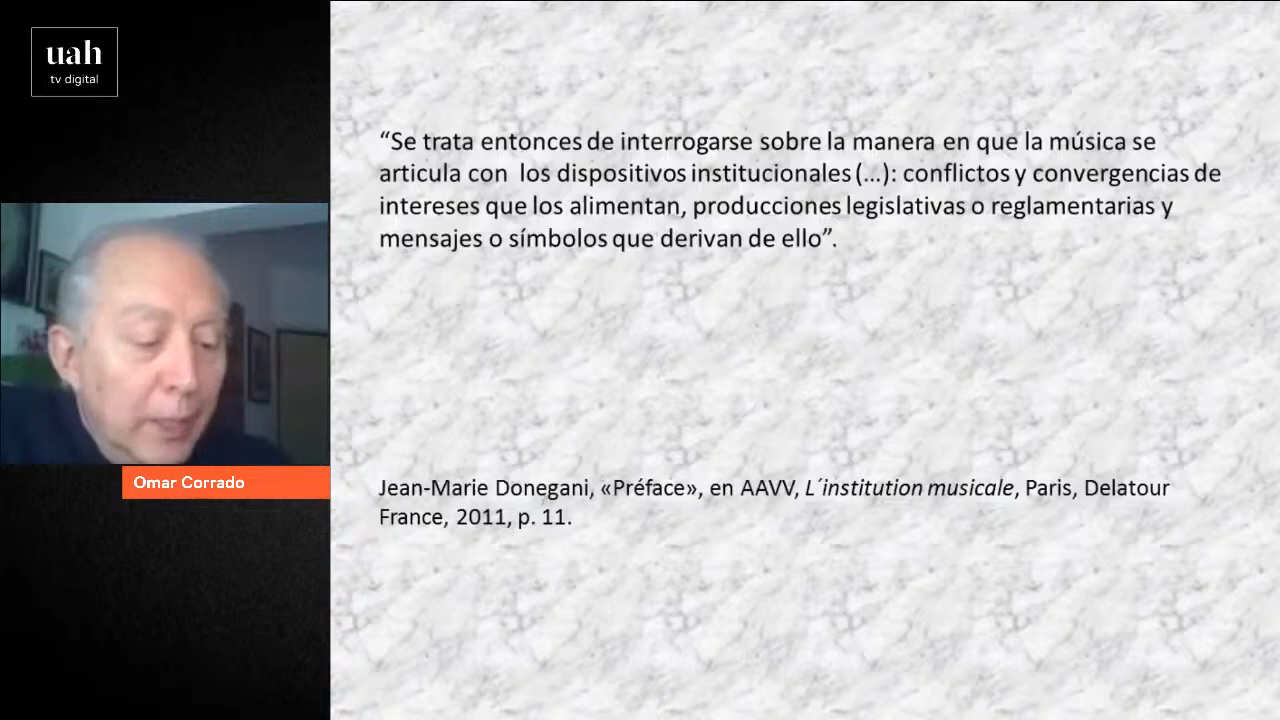 uah
tv digital
“Se trata entonces de interrogarse sobre la manera en que la música se
articula con los dispositivos institucionales (...): conflictos y convergencias de
intereses que los alimentan, producciones legislativas o reglamentarias y
mensajes o símbolos que derivan de ello”.
Omar Corrado
Jean-Marie Donegani, «Préface», en AAVV, L´institution musicale, Paris, Delatour
France, 2011, p. 11.